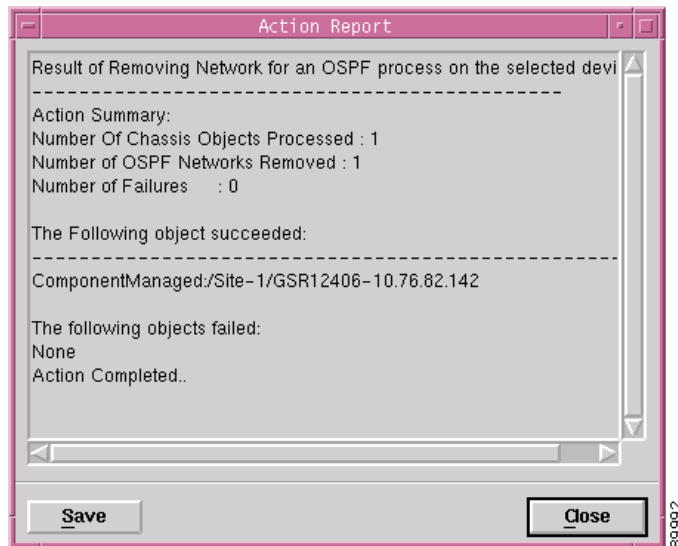 Action Report
Result of Removing Network for an OSPF process on the selected devi
-----------------------------------------------
Action Summary:
Number Of Chassis Objects Processed : 1
Number of OSPF Networks Removed : 1
Number of Failures    : 0
The Following object succeeded:
----------------------------------------------------
ComponentManaged:/Site-1/GSR12406-10.76.82.142
The following objects failed:
None
Action Completed..
Save
Close
89992